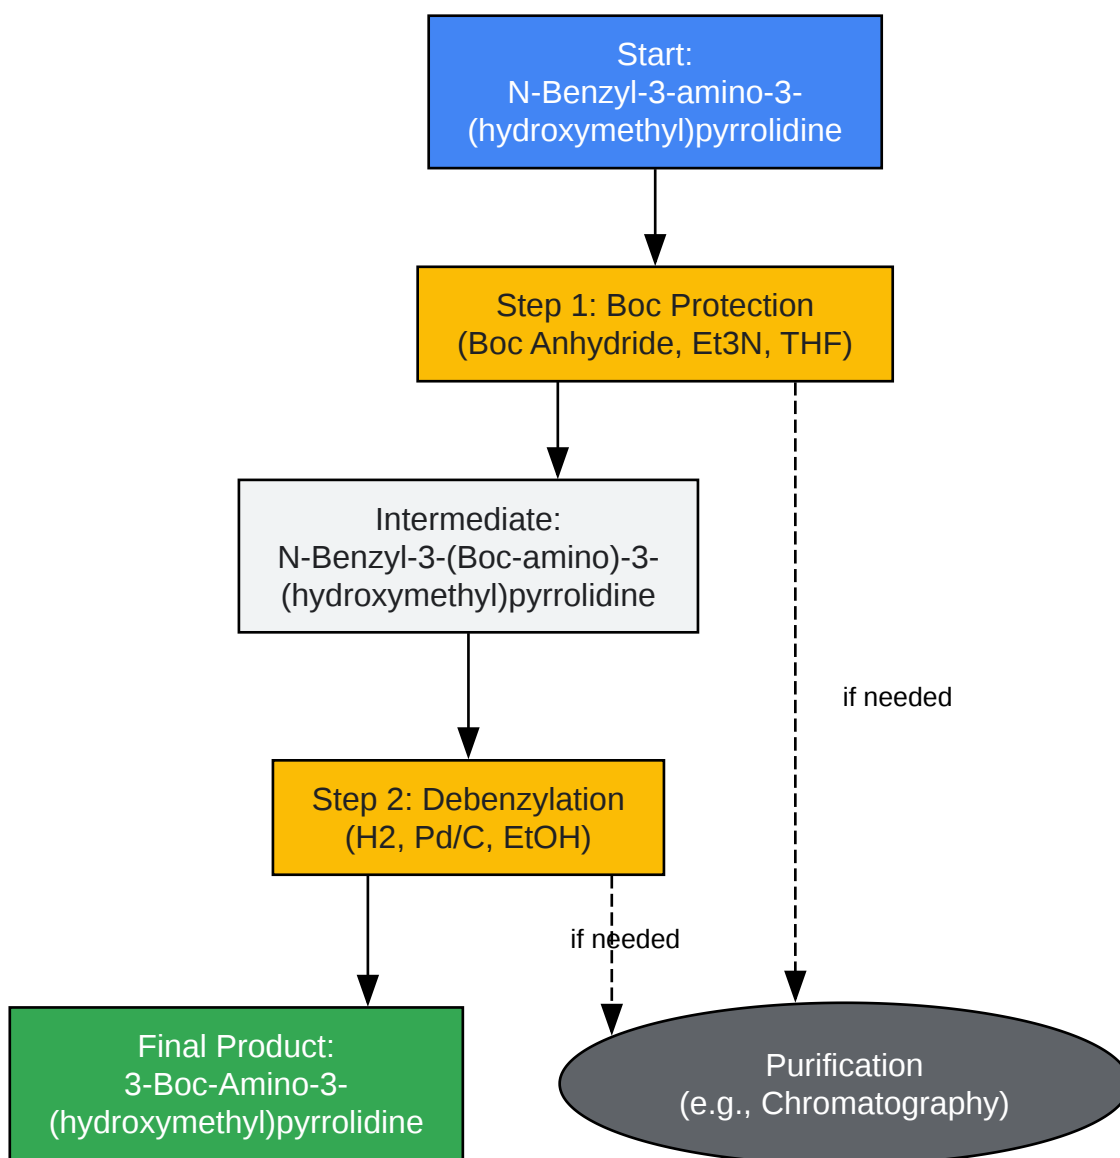 Start:
N-Benzyl-3-amino-3-
(hydroxymethyl)pyrrolidine
Step 1: Boc Protection
(Boc Anhydride, Et3N, THF)
Intermediate:
N-Benzyl-3-(Boc-amino)-3-
(hydroxymethyl)pyrrolidine
if needed
Step 2: Debenzylation
(H2, Pd/C, EtOH)
if needed
Final Product:
3-Boc-Amino-3-
(hydroxymethyl)pyrrolidine
Purification
(e.g., Chromatography)